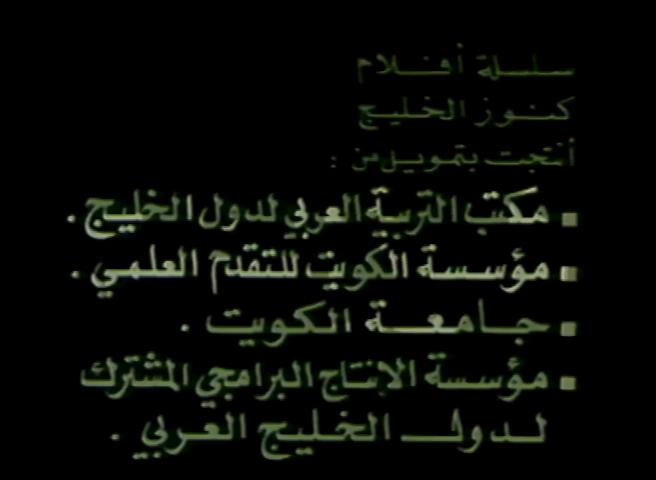 سلسلة أفلام
كنوز الخليج
أنتجت بتمويل من :
▪ مكتب التربية العربي لدول الخليج .
▪ مؤسسة الكويت للتقدم العلمي .
▪ جامعة الكويت .
▪ مؤسسة الانتاج البرامجي المشترك
لدول الخليج العربي .